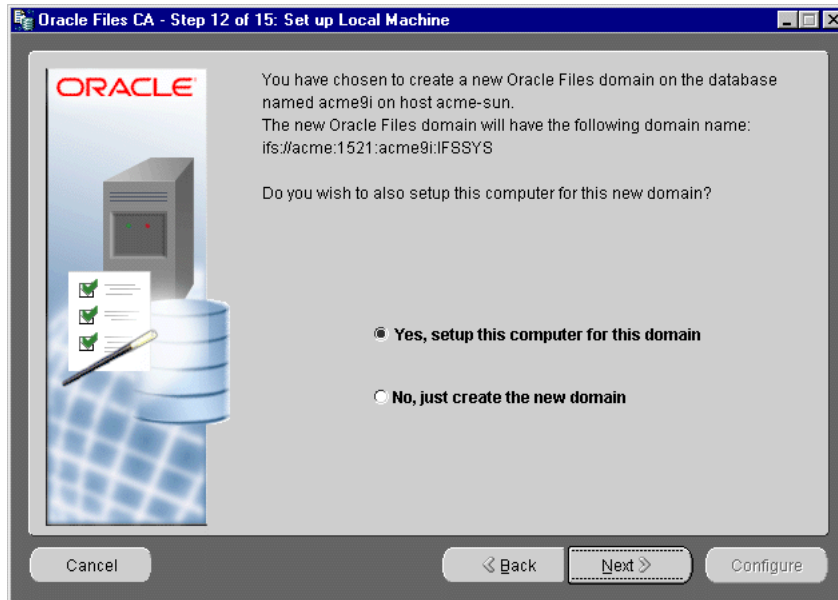 Oracle Files CA - Step 12 of 15: Set up Local Machine
ORACLE
You have chosen to create a new Oracle Files domain on the database
named acme9i on host acme-sun.
The new Oracle Files domain will have the following domain name:
ifs://acme:1521:acme9i:IFSSYS
Do you wish to also setup this computer for this new domain?
Yes, setup this computer for this domain
No, just create the new domain
Cancel
Back
Next
Configure